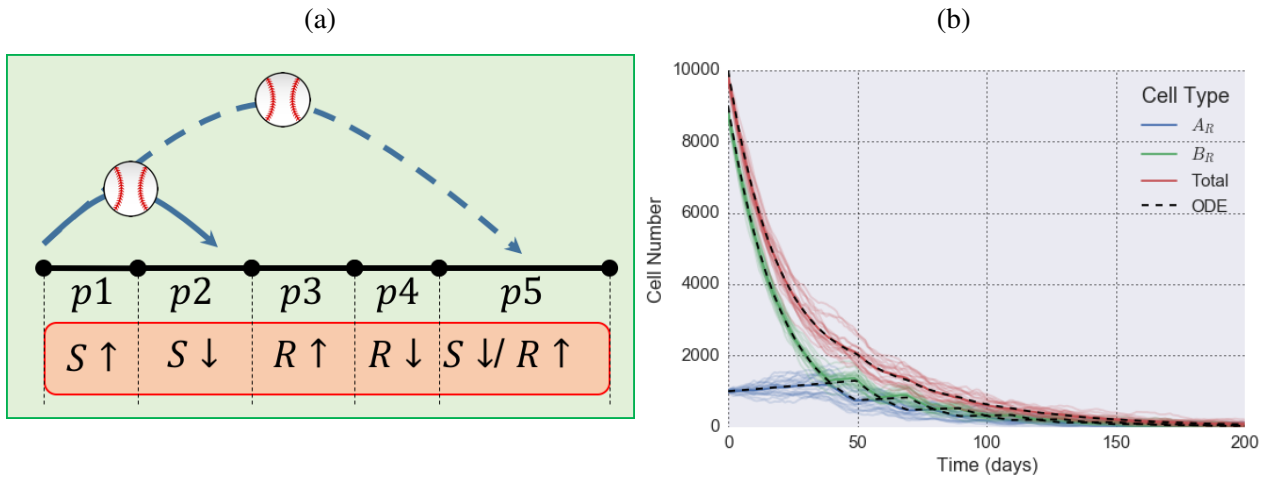 (a)
p1 p2 p3 p4 p5
S ↑ S ↓ R ↑ R ↓ S ↓/ R ↑
(b)
Cell Number
10000
8000
6000
4000
2000
0
Cell Type
A_R
B_R
Total
ODE
0 50 100 150 200
Time (days)